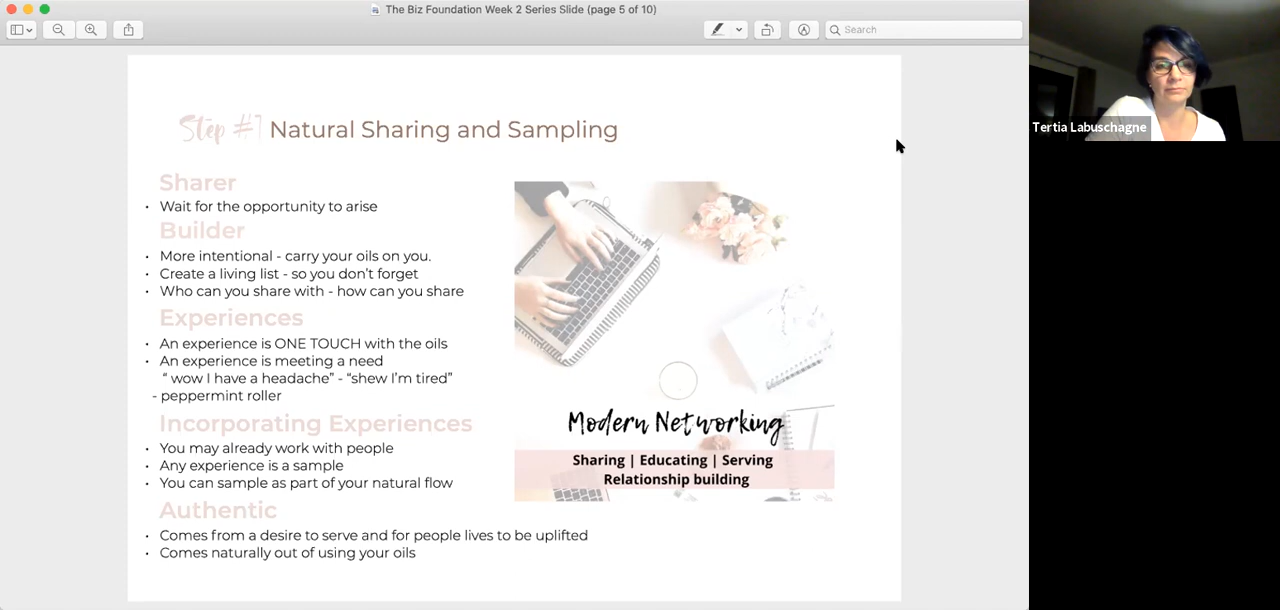 The Biz Foundation Week 2 Series Slide (page 5 of 10)
Search
Step #1 Natural Sharing and Sampling
Sharer
• Wait for the opportunity to arise
Builder
• More intentional - carry your oils on you.
• Create a living list - so you don’t forget
• Who can you share with - how can you share
Experiences
• An experience is ONE TOUCH with the oils
• An experience is meeting a need
“ wow I have a headache” - “shew I’m tired”
- peppermint roller
Incorporating Experiences
• You may already work with people
• Any experience is a sample
• You can sample as part of your natural flow
Authentic
• Comes from a desire to serve and for people lives to be uplifted
• Comes naturally out of using your oils
Modern Networking
Sharing | Educating | Serving
Relationship building
Tertia Labuschagne